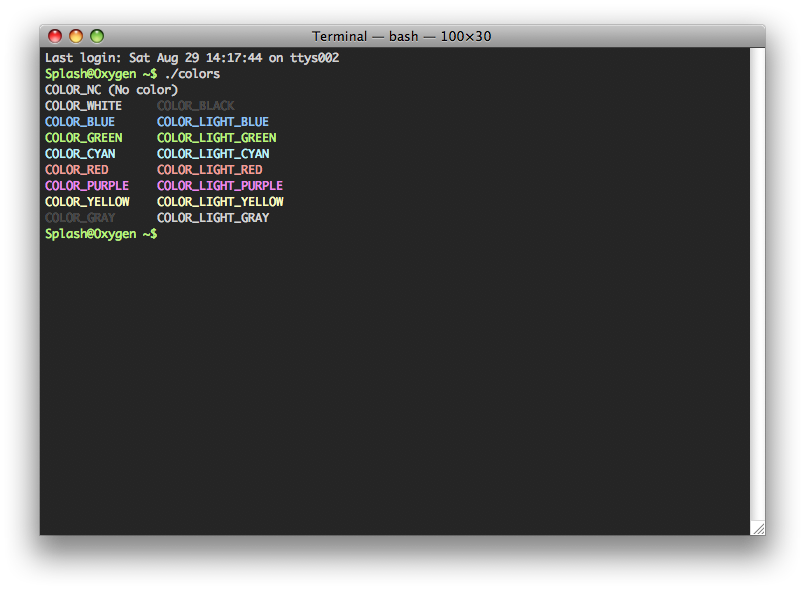 Terminal — bash — 100×30
Last login: Sat Aug 29 14:17:44 on ttys002
Splash@Oxygen ~$ ./colors
COLOR_NC (No color)
COLOR_WHITE     COLOR_BLACK
COLOR_BLUE      COLOR_LIGHT_BLUE
COLOR_GREEN     COLOR_LIGHT_GREEN
COLOR_CYAN      COLOR_LIGHT_CYAN
COLOR_RED       COLOR_LIGHT_RED
COLOR_PURPLE    COLOR_LIGHT_PURPLE
COLOR_YELLOW    COLOR_LIGHT_YELLOW
COLOR_GRAY      COLOR_LIGHT_GRAY
Splash@Oxygen ~$